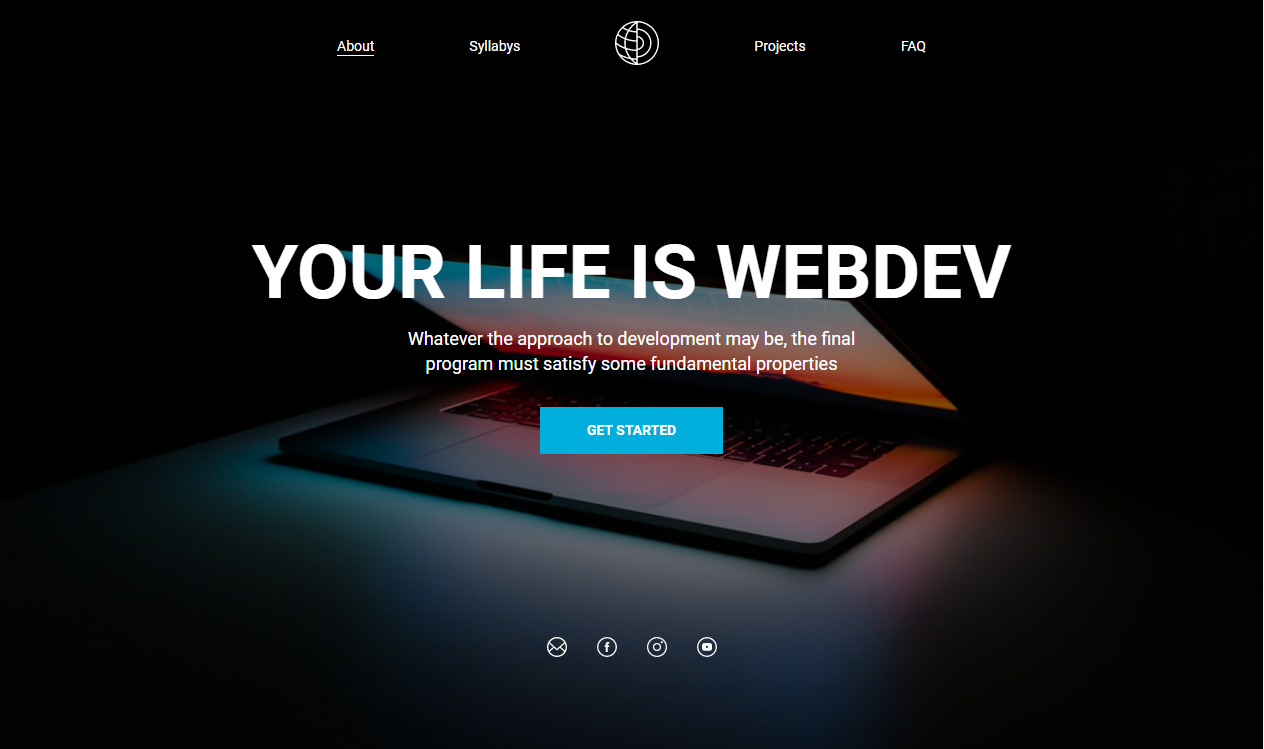 About
Syllabys
Projects
FAQ
YOUR LIFE IS WEBDEV
Whatever the approach to development may be, the final
program must satisfy some fundamental properties
GET STARTED